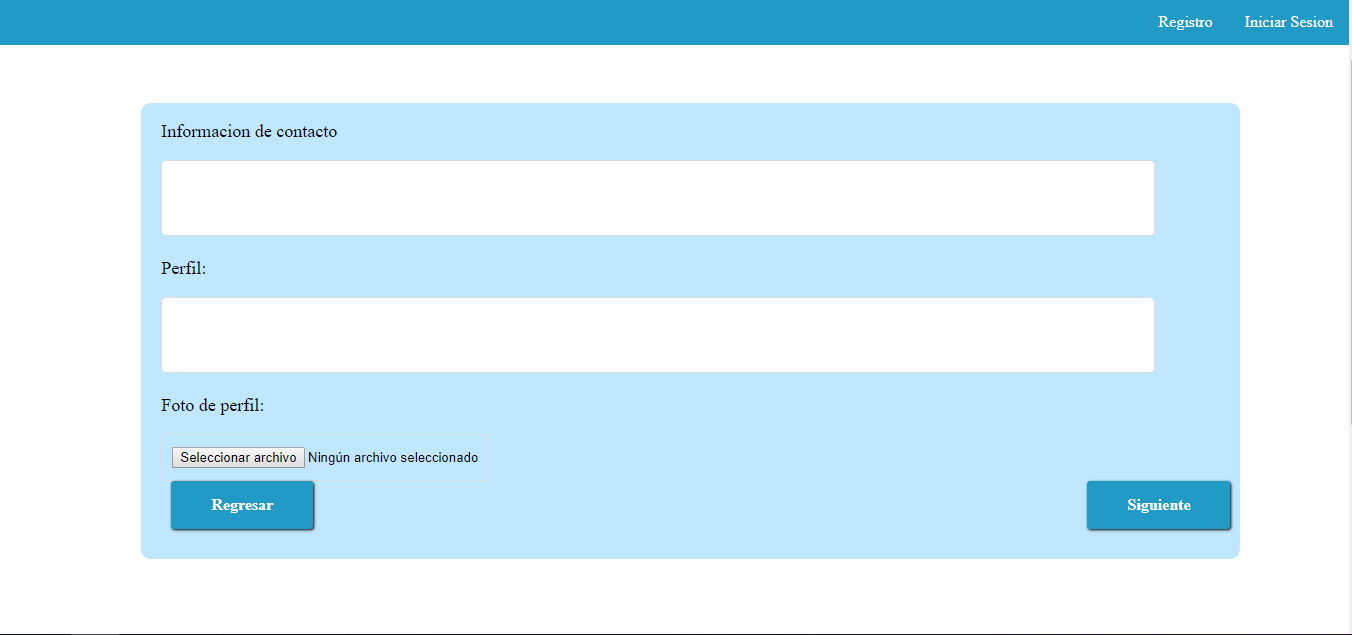 Registro Iniciar Sesion
Informacion de contacto
Perfil:
Foto de perfil:
Seleccionar archivo Ningún archivo seleccionado
Regresar Siguiente